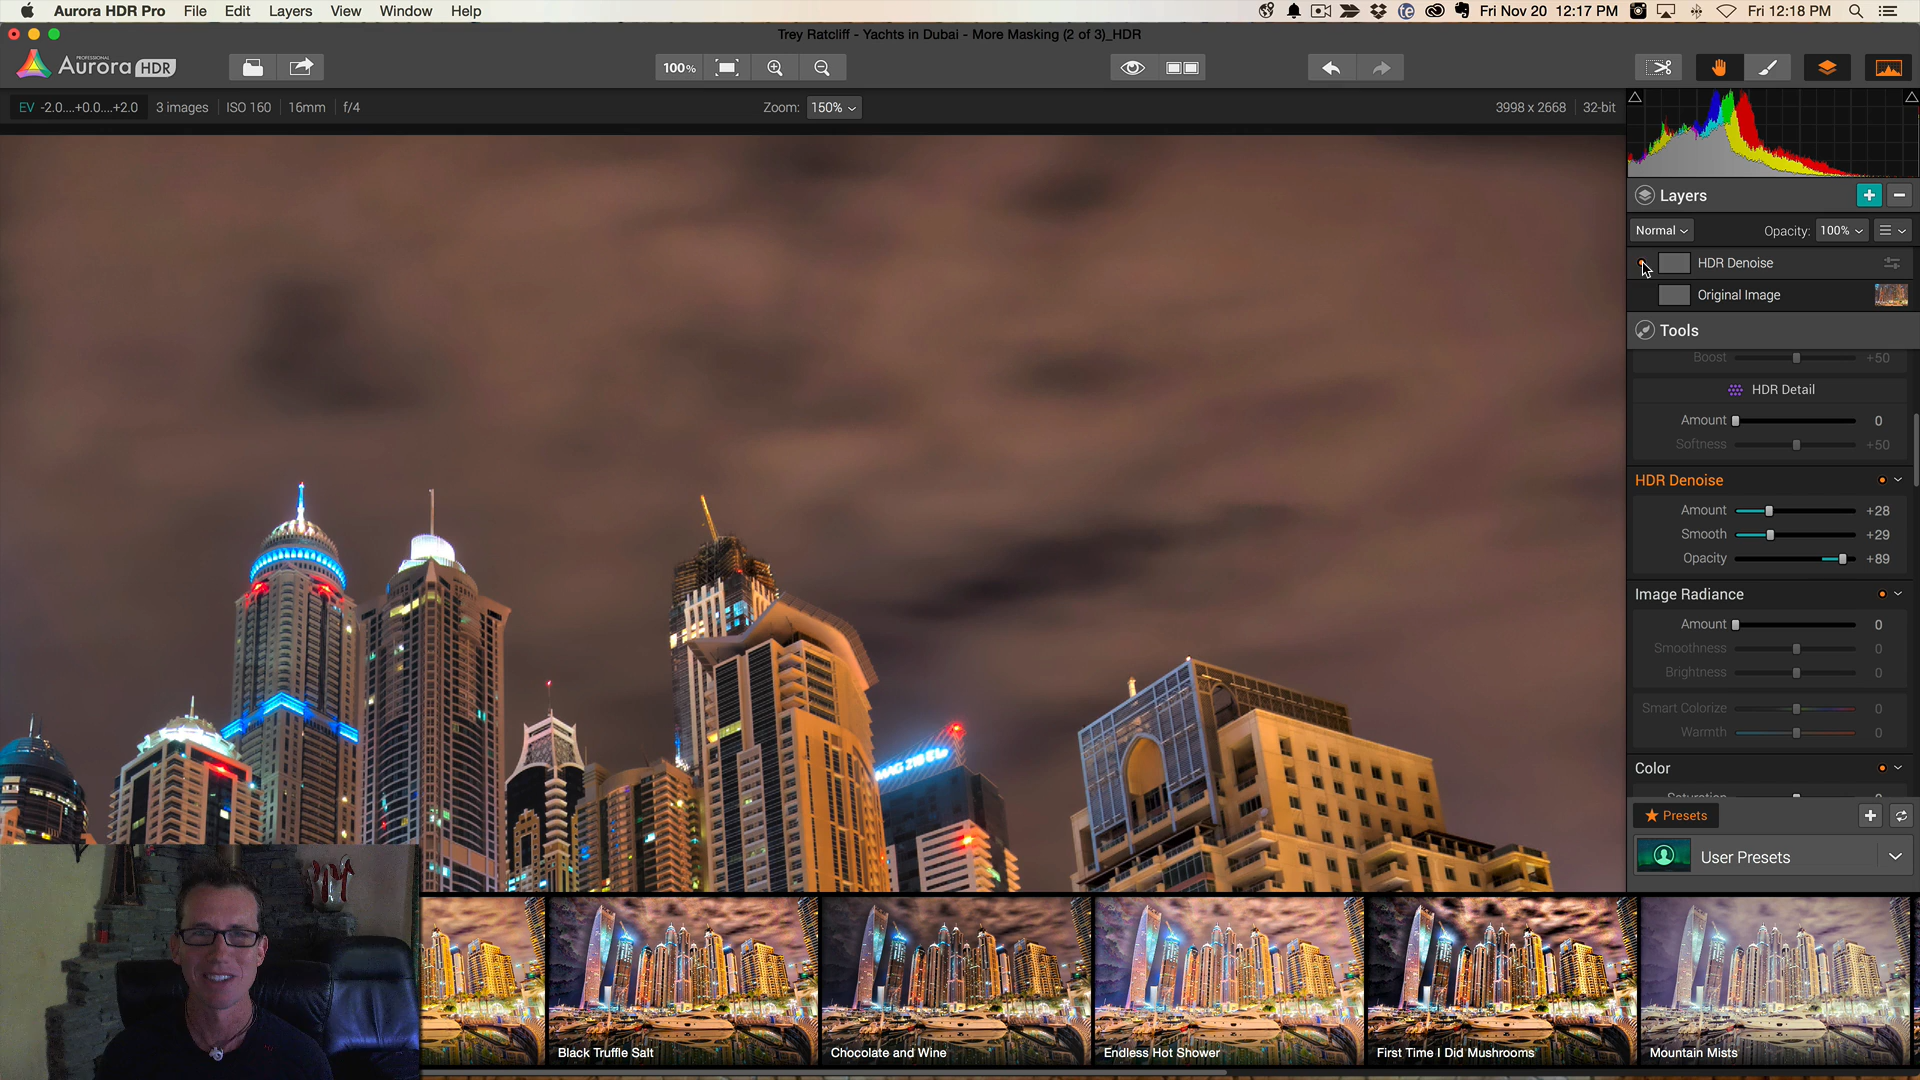 Aurora HDR Pro File Edit Layers View Window Help Fri Nov 20 12:17 PM Fri 12:18 PM
Trey Ratcliff - Yachts in Dubai - More Masking (2 of 3)_HDR
PROFESSIONAL
Aurora HDR 100%
EV -2.0....+0.0....+2.0 3 images ISO 160 16mm f/4 Zoom: 150% 3998 x 2668 32-bit
Layers
Normal Opacity: 100%
HDR Denoise
Original Image
Tools
Boost +50
HDR Detail
Amount 0
Softness +50
HDR Denoise
Amount +28
Smooth +29
Opacity +89
Image Radiance
Amount 0
Smoothness 0
Brightness 0
Smart Colorize 0
Warmth 0
Color
Saturation
Presets
User Presets
Black Truffle Salt
Chocolate and Wine
Endless Hot Shower
First Time I Did Mushrooms
Mountain Mists